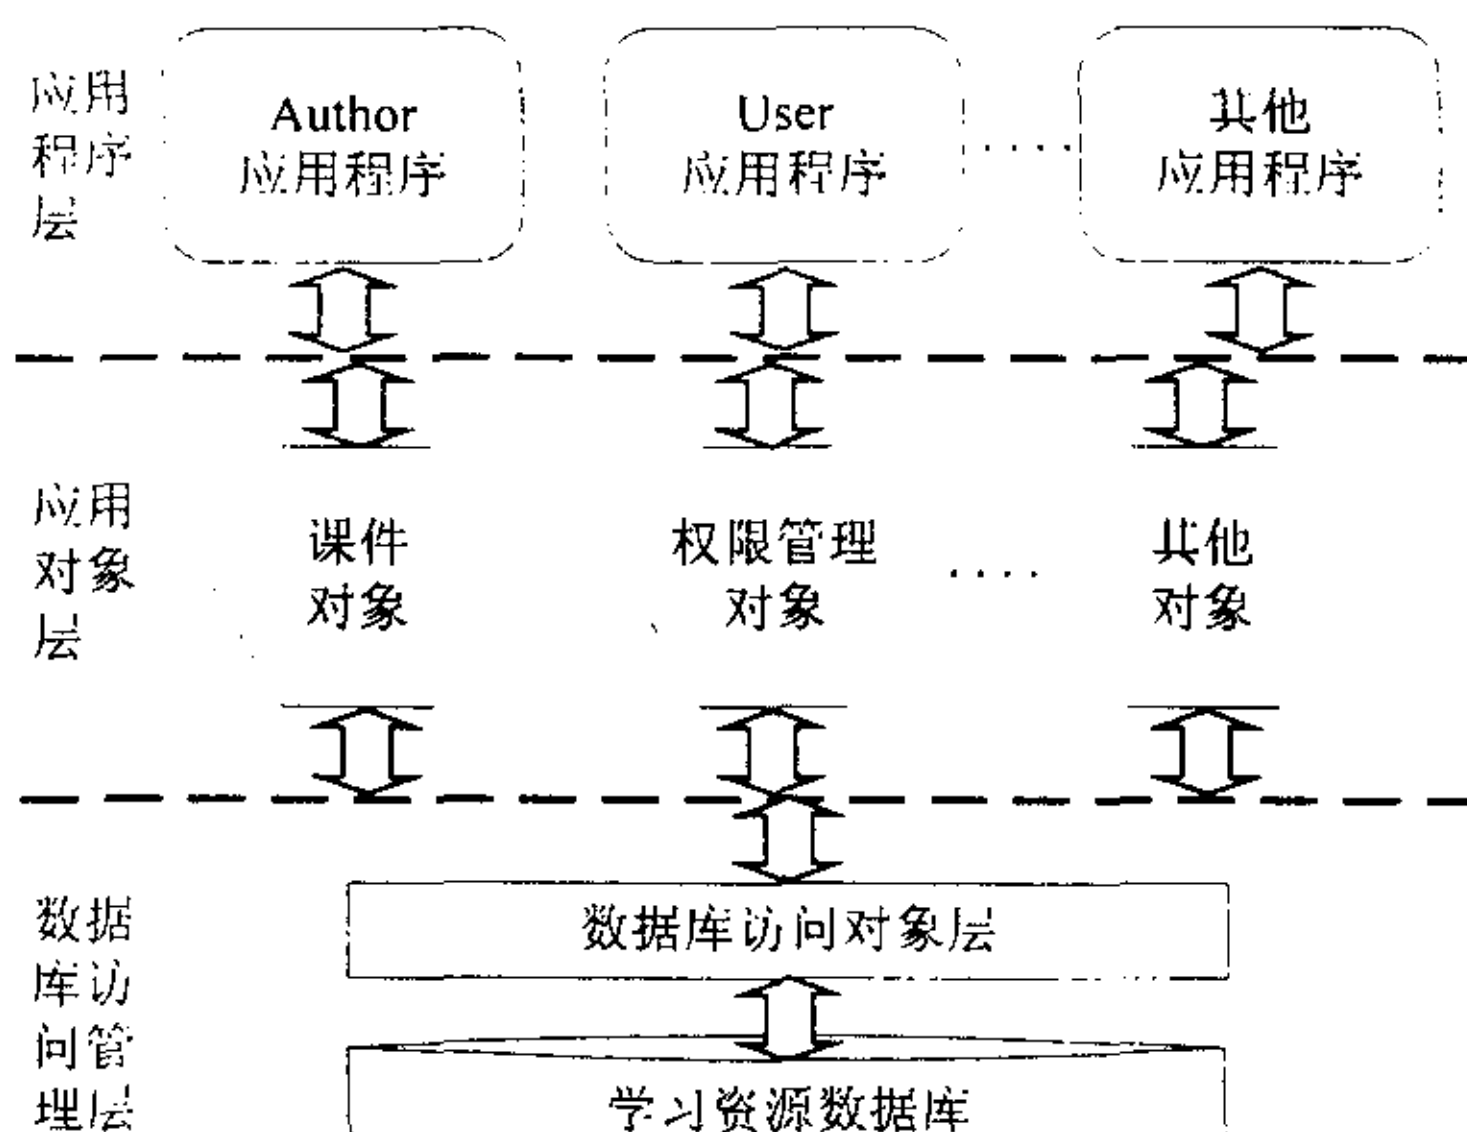 应用
程序
层
Author
应用程序
User
应用程序
·····
其他
应用程序
应用
对象
层
课件
对象
权限管理
对象
····
其他
对象
数据
库访
问管
理层
数据库访问对象层
学习资源数据库